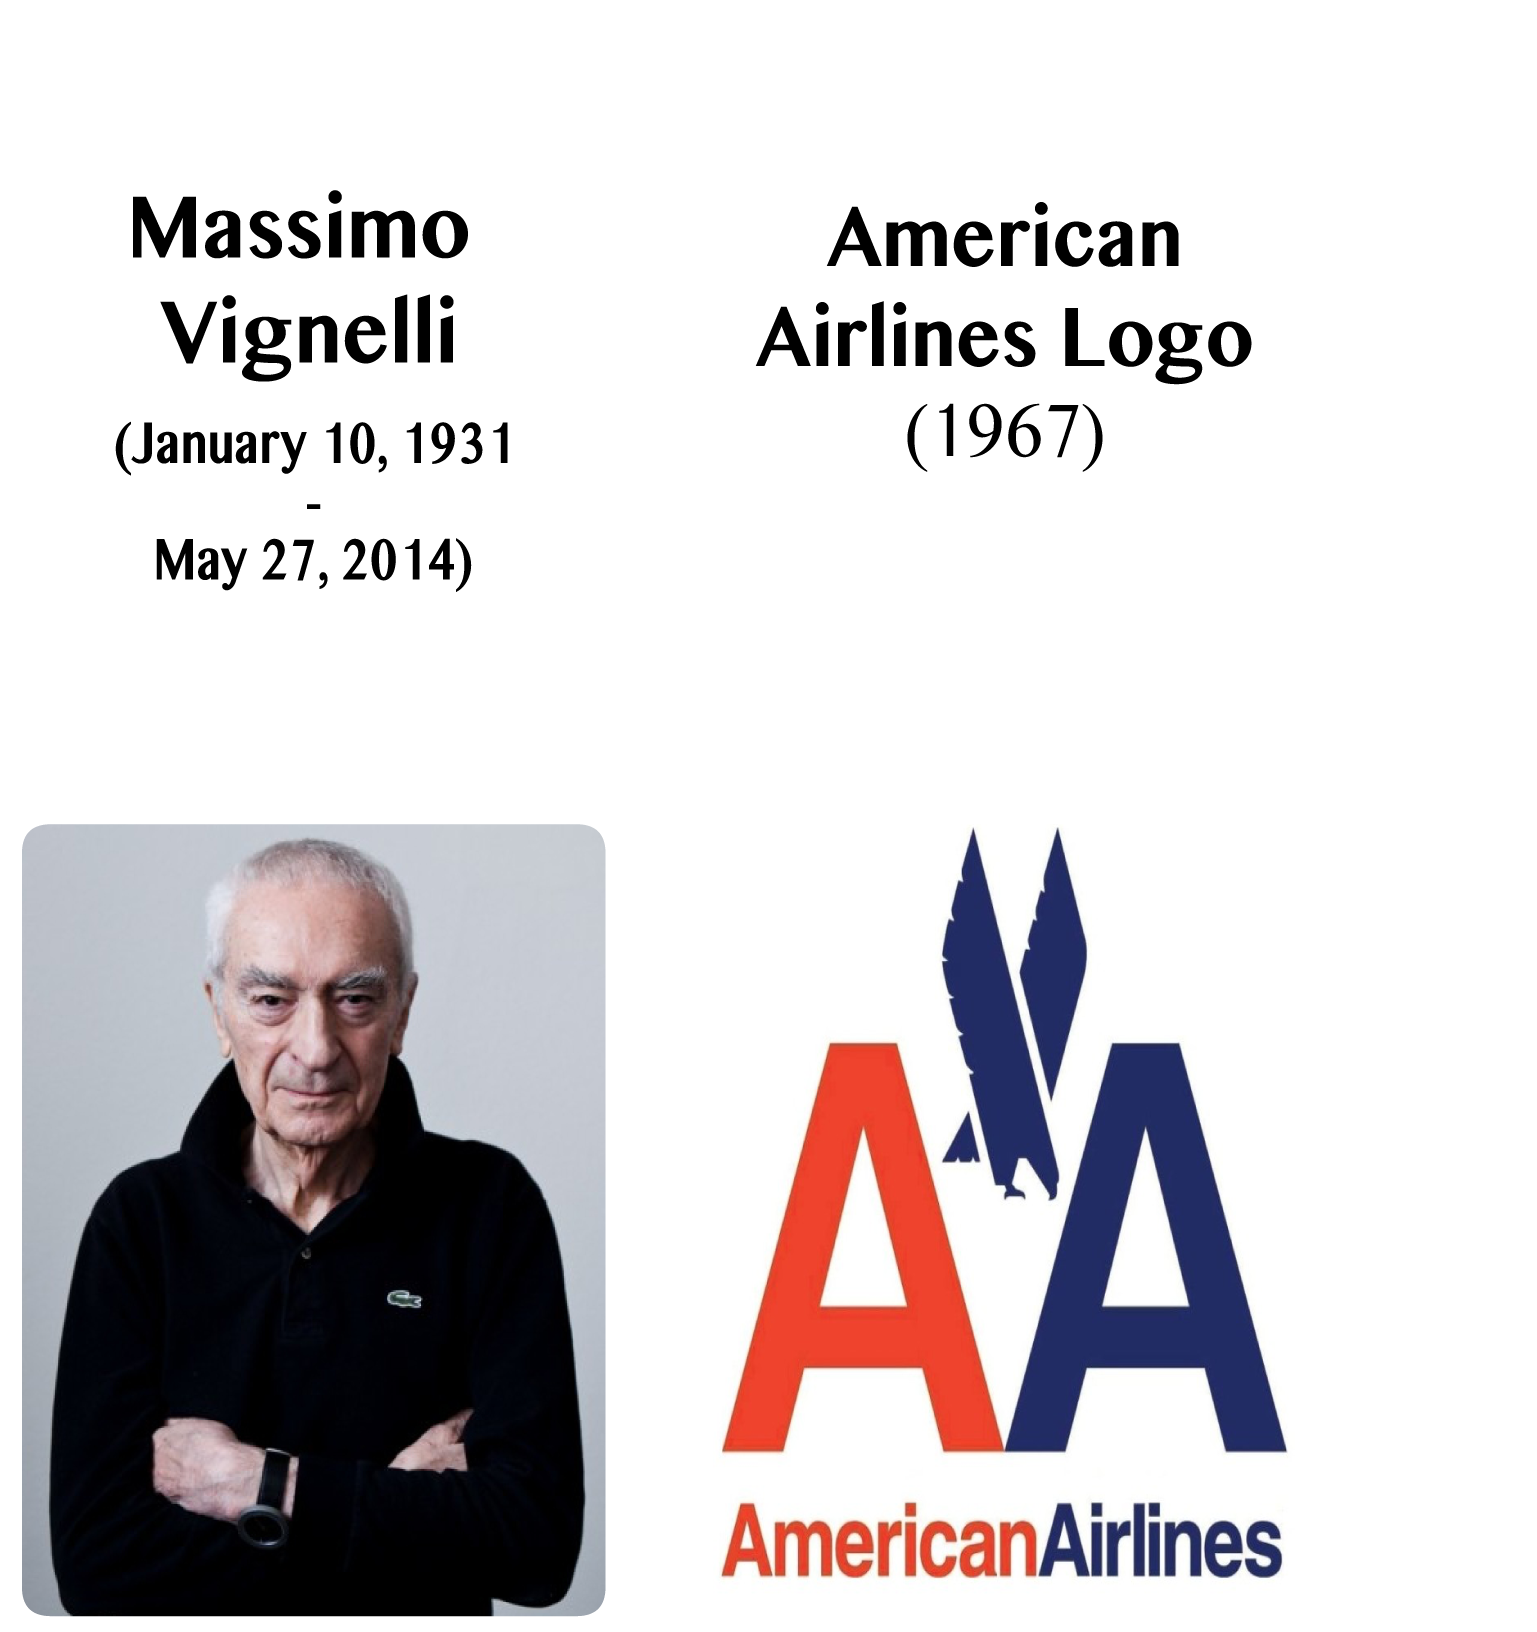 Massimo
Vignelli
(January 10, 1931
-
May 27, 2014)
American
Airlines Logo
(1967)
AA
AmericanAirlines